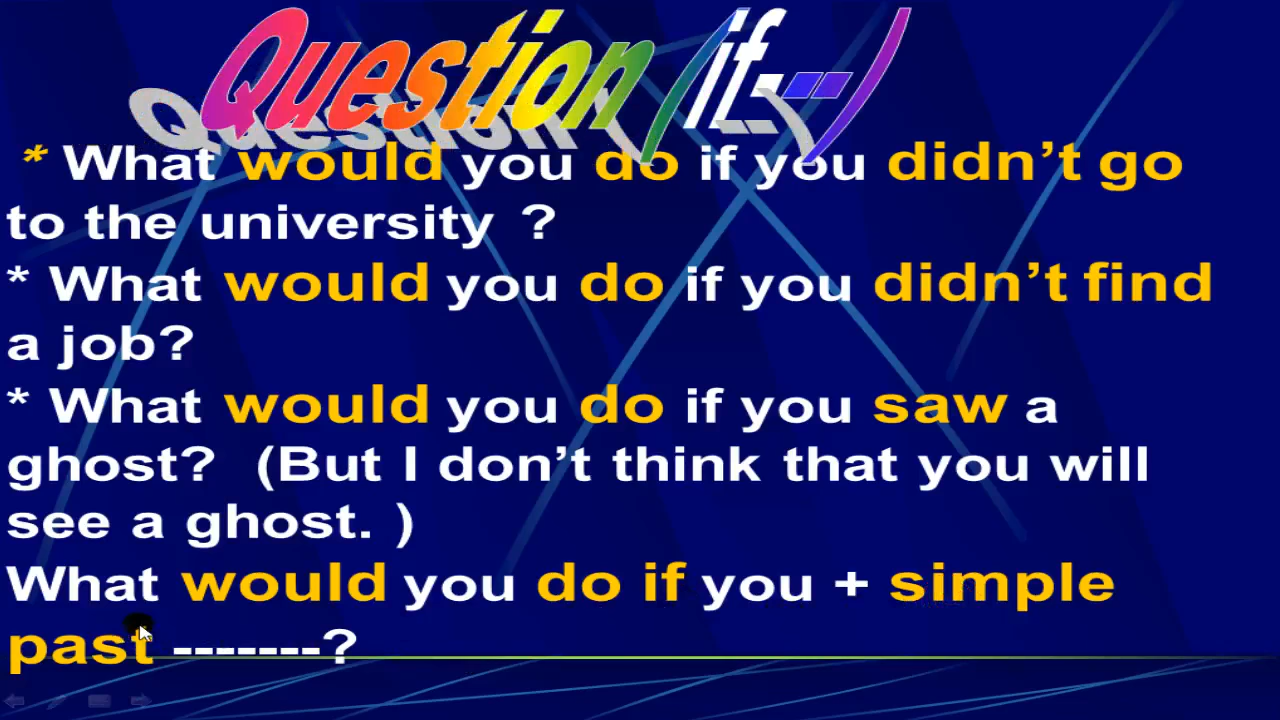 Question (if---)
* What would you do if you didn't go
to the university ?
* What would you do if you didn't find
a job?
* What would you do if you saw a
ghost? (But I don't think that you will
see a ghost. )
What would you do if you + simple
past -------?